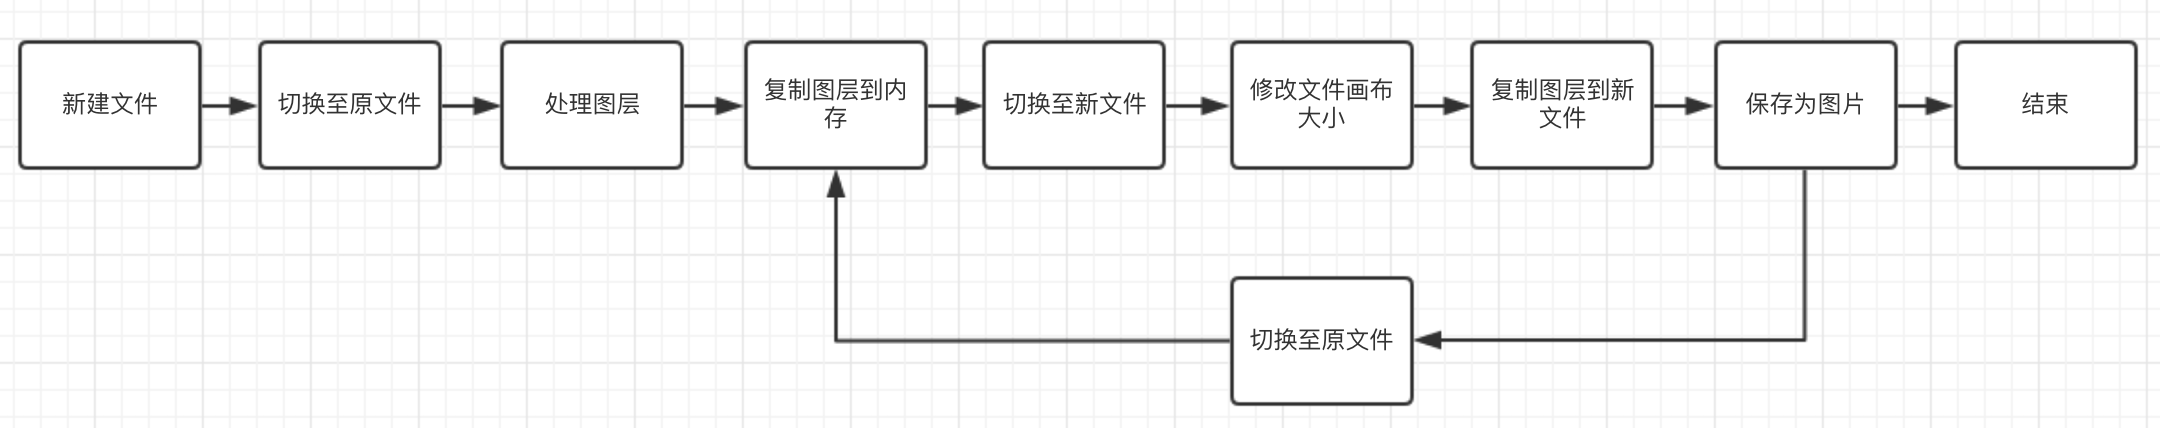 新建文件
切换至原文件
处理图层
复制图层到内
存
切换至新文件
修改文件画布
大小
复制图层到新
文件
保存为图片
结束
切换至原文件